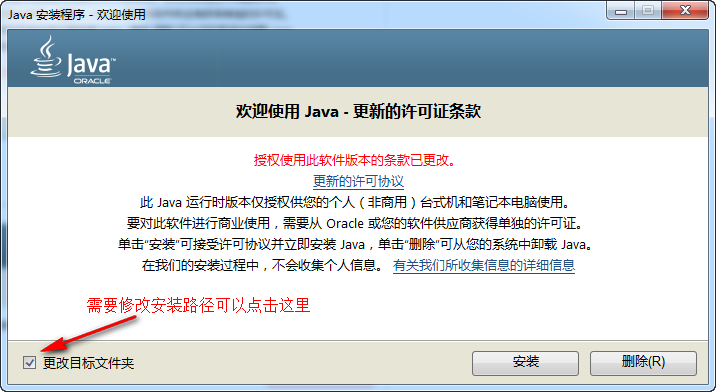 Java 安装程序 - 欢迎使用
Java™
ORACLE
欢迎使用 Java - 更新的许可证条款
授权使用此软件版本的条款已更改。
更新的许可协议
此 Java 运行时版本仅授权供您的个人（非商用）台式机和笔记本电脑使用。
要对此软件进行商业使用，需要从 Oracle 或您的软件供应商获得单独的许可证。
单击“安装”可接受许可协议并立即安装 Java，单击“删除”可从您的系统中卸载 Java。
在我们的安装过程中，不会收集个人信息。 有关我们所收集信息的详细信息
需要修改安装路径可以点击这里
更改目标文件夹 安装 删除(R)